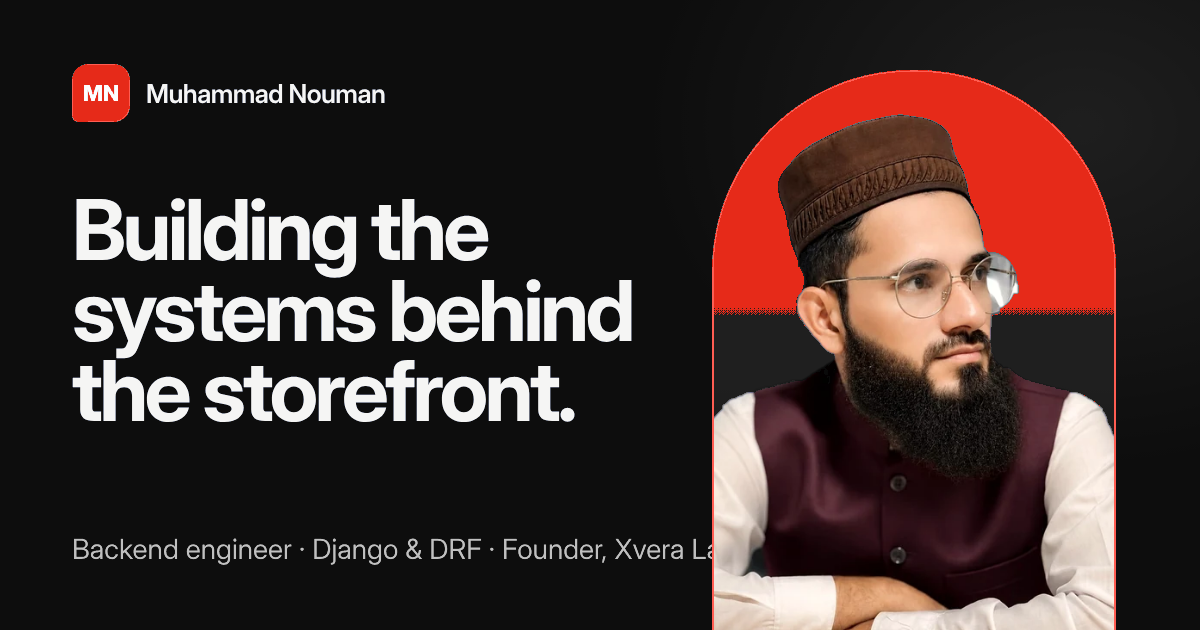 MN
Muhammad Nouman
Building the
systems behind
the storefront.
Backend engineer · Django & DRF · Founder, Xvera